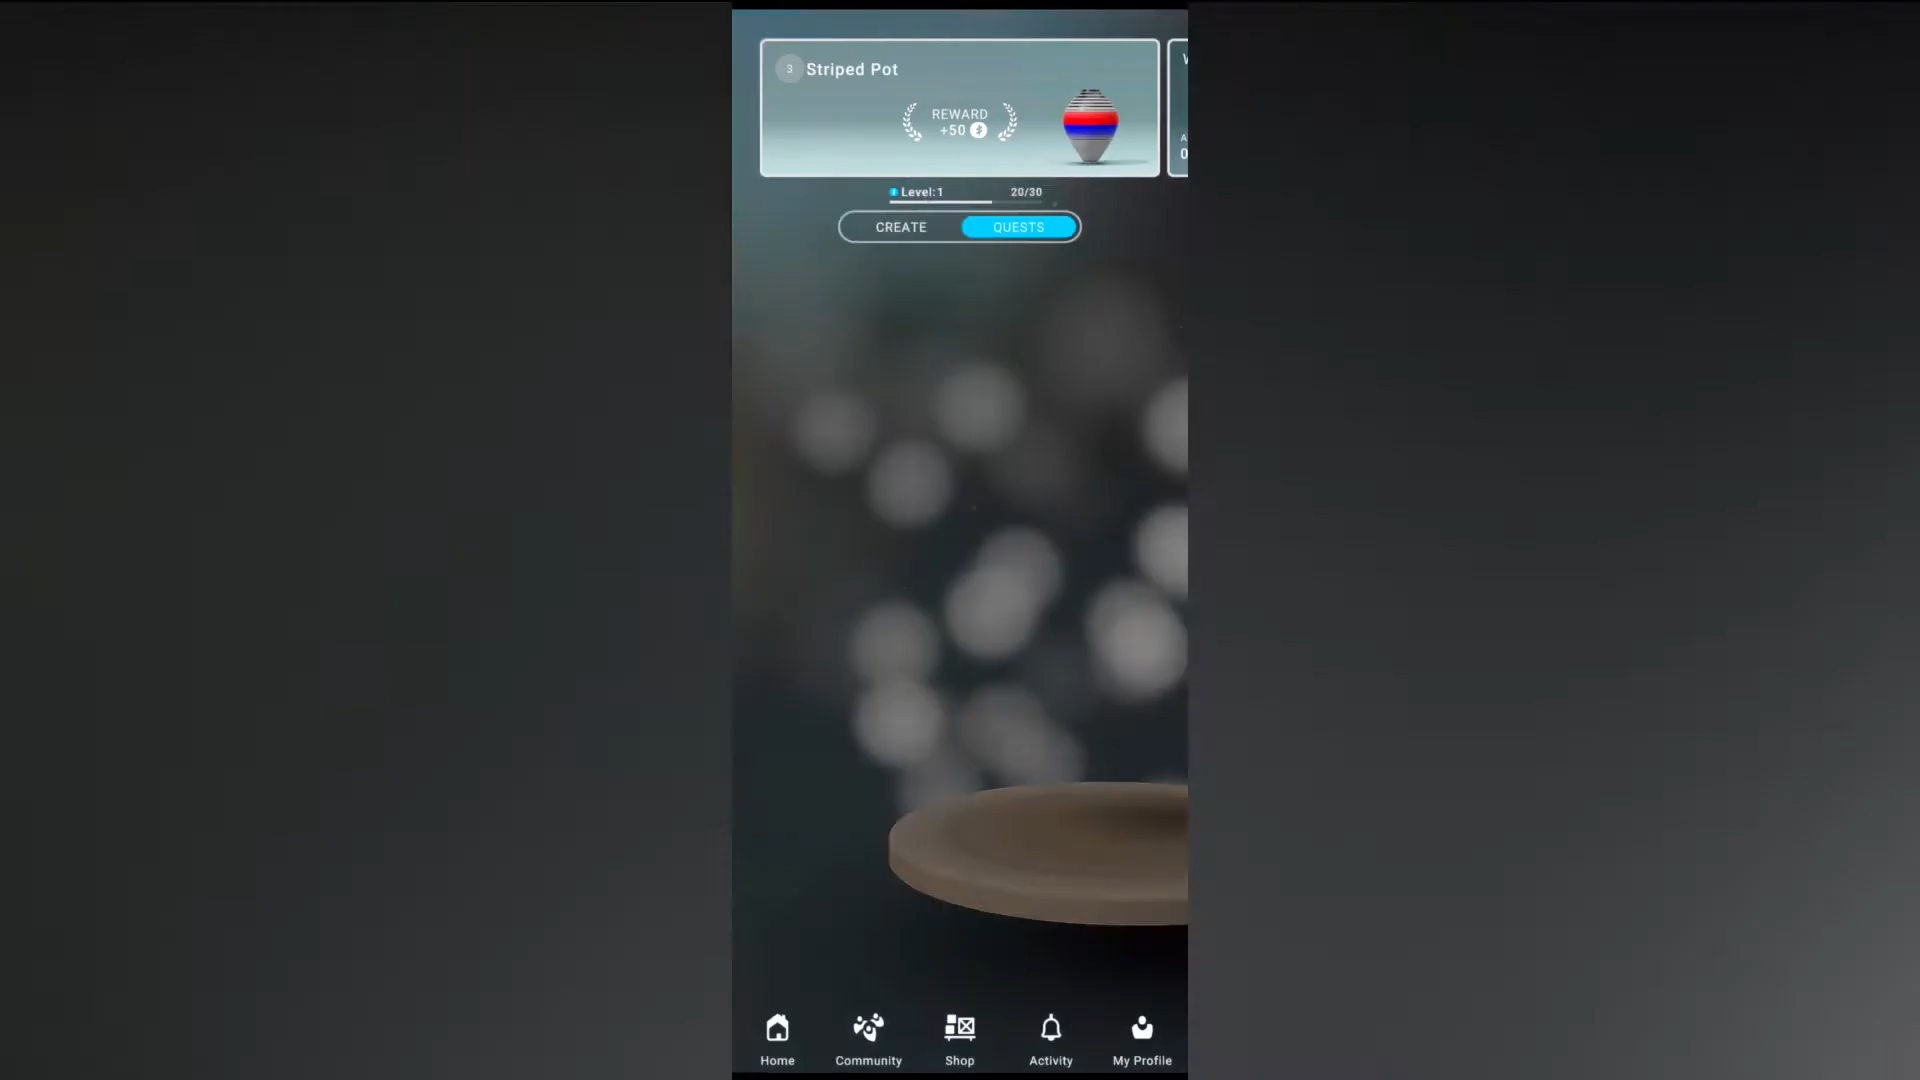 3 Striped Pot
REWARD
+50
Level:1 20/30
CREATE QUESTS
Home Community Shop Activity My Profile